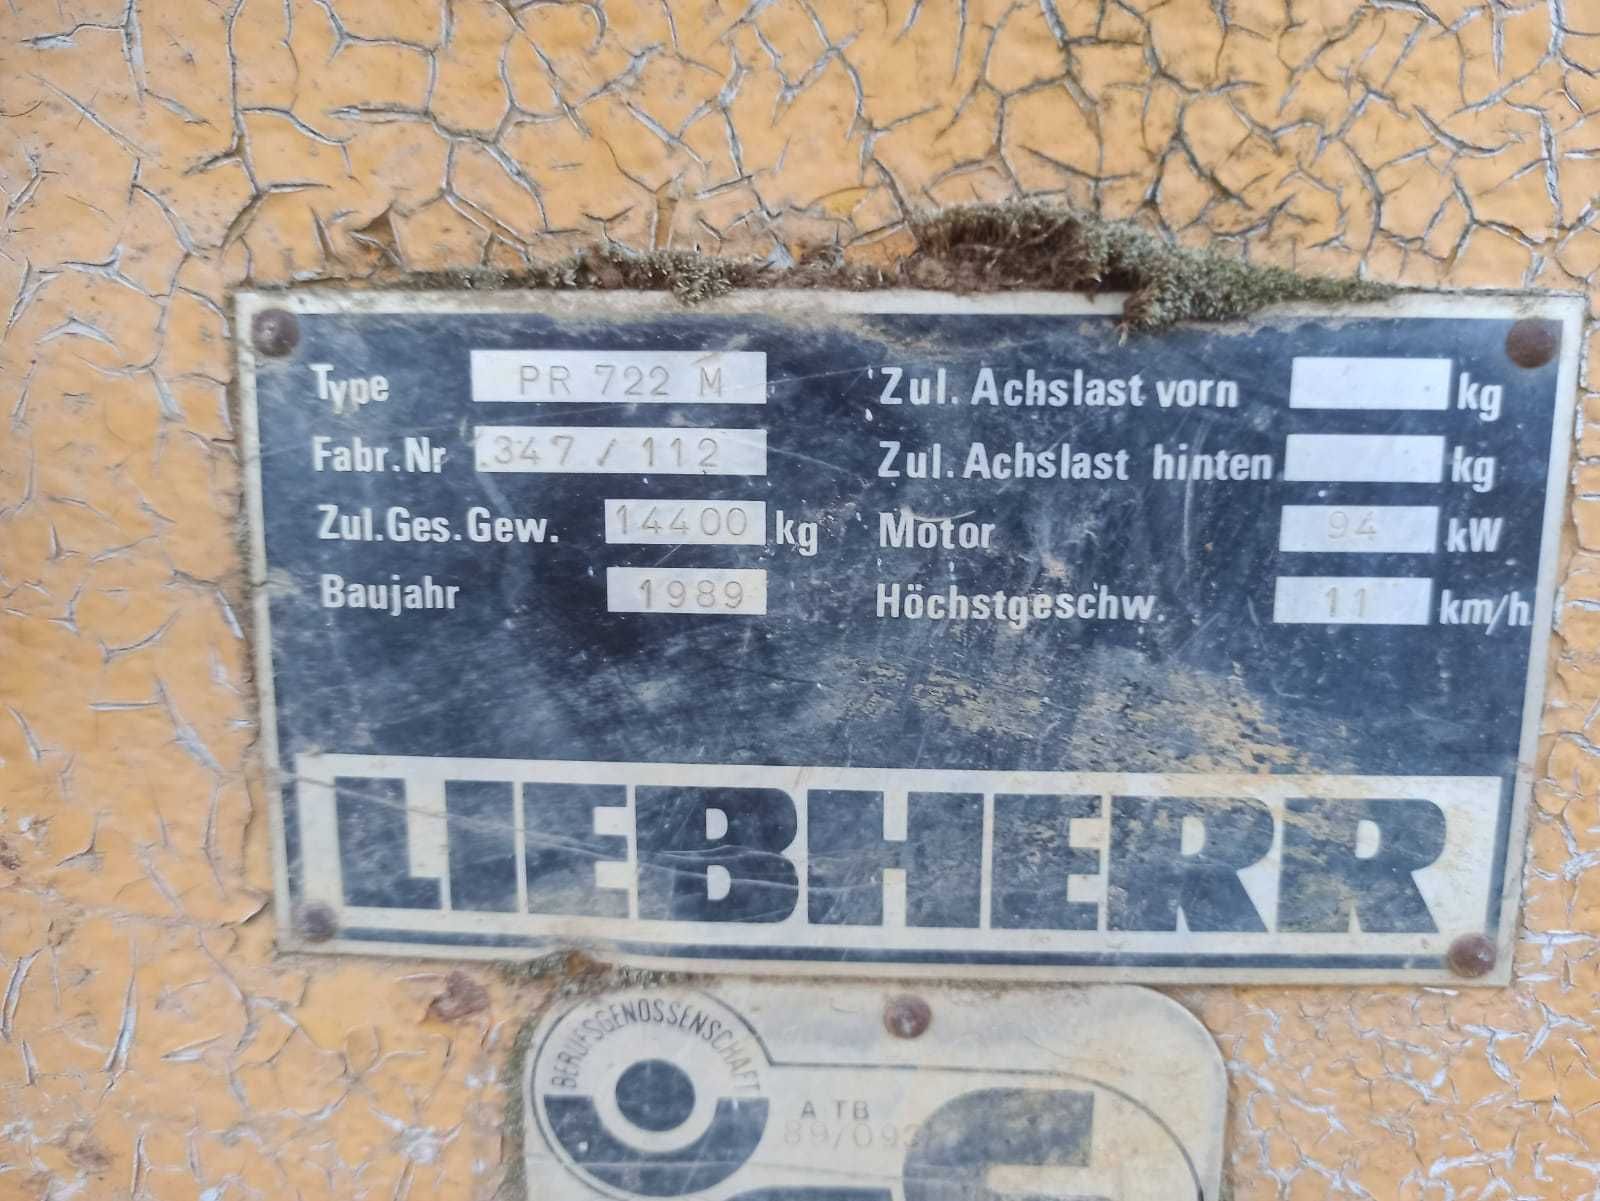 Type PR 722 M
Fabr.Nr 347 / 112
Zul.Ges.Gew. 14400 kg
Baujahr 1989
Zul. Achslast vorn kg
Zul. Achslast hinten kg
Motor 94 kW
Höchstgeschw. 11 km/h
LIEBHERR
BERUFSGENOSSENSCHAFT
A TB